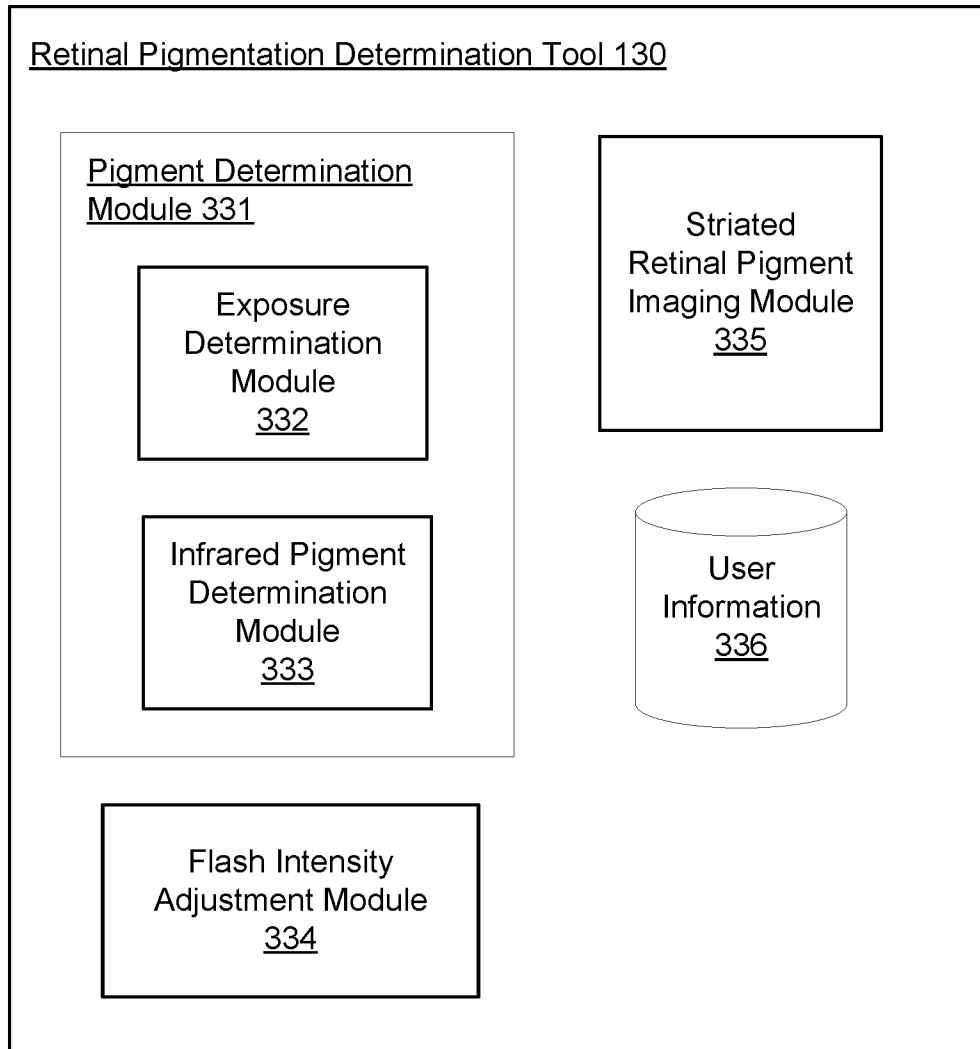 Retinal Pigmentation Determination Tool 130
Pigment Determination
Module 331
Exposure
Determination
Module
332
Infrared Pigment
Determination
Module
333
Flash Intensity
Adjustment Module
334
Striated
Retinal Pigment
Imaging Module
335
User
Information
336